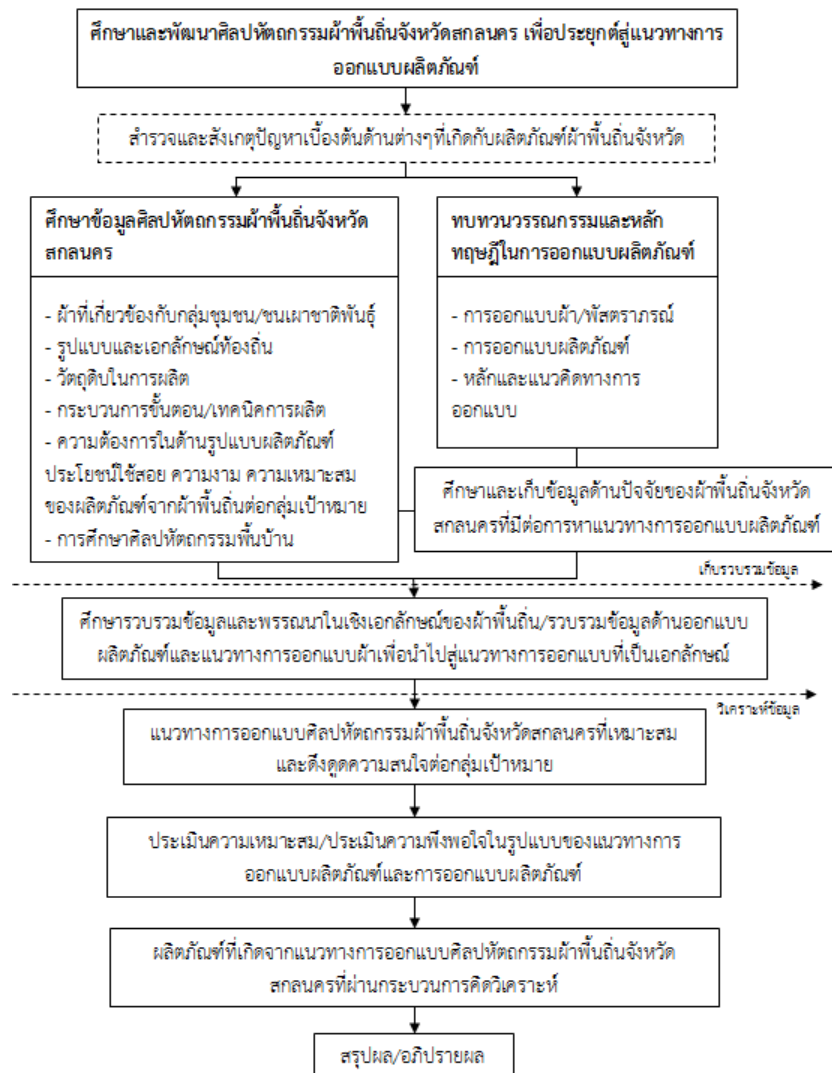 ศึกษาและพัฒนาศิลปหัตถกรรมผ้าพื้นถิ่นจังหวัดสกลนคร เพื่อประยุกต์สู่แนวทางการ
ออกแบบผลิตภัณฑ์
สำรวจและสังเกตุปัญหาเบื้องต้นด้านต่างๆที่เกิดกับผลิตภัณฑ์ผ้าพื้นถิ่นจังหวัด
ศึกษาข้อมูลศิลปหัตถกรรมผ้าพื้นถิ่นจังหวัด
สกลนคร
- ผ้าที่เกี่ยวข้องกับกลุ่มชุมชน/ชนเผาชาติพันธุ์
- รูปแบบและเอกลักษณ์ท้องถิ่น
- วัตถุดิบในการผลิต
- กระบวนการขั้นตอน/เทคนิคการผลิต
- ความต้องการในด้านรูปแบบผลิตภัณฑ์
ประโยชน์ใช้สอย ความงาม ความเหมาะสม
ของผลิตภัณฑ์จากผ้าพื้นถิ่นต่อกลุ่มเป้าหมาย
- การศึกษาศิลปหัตถกรรมพื้นบ้าน
ทบทวนวรรณกรรมและหลัก
ทฤษฎีในการออกแบบผลิตภัณฑ์
- การออกแบบผ้า/พัสตราภรณ์
- การออกแบบผลิตภัณฑ์
- หลักและแนวคิดทางการ
ออกแบบ
ศึกษาและเก็บข้อมูลด้านปัจจัยของผ้าพื้นถิ่นจังหวัด
สกลนครที่มีต่อการหาแนวทางการออกแบบผลิตภัณฑ์
เก็บรวบรวมข้อมูล
ศึกษารวบรวมข้อมูลและพรรณนาในเชิงเอกลักษณ์ของผ้าพื้นถิ่น/รวบรวมข้อมูลด้านออกแบบ
ผลิตภัณฑ์และแนวทางการออกแบบผ้าเพื่อนำไปสู่แนวทางการออกแบบที่เป็นเอกลักษณ์
วิเคราะห์ข้อมูล
แนวทางการออกแบบศิลปหัตถกรรมผ้าพื้นถิ่นจังหวัดสกลนครที่เหมาะสม
และดึงดูดความสนใจต่อกลุ่มเป้าหมาย
ประเมินความเหมาะสม/ประเมินความพึงพอใจในรูปแบบของแนวทางการ
ออกแบบผลิตภัณฑ์และการออกแบบผลิตภัณฑ์
ผลิตภัณฑ์ที่เกิดจากแนวทางการออกแบบศิลปหัตถกรรมผ้าพื้นถิ่นจังหวัด
สกลนครที่ผ่านกระบวนการคิดวิเคราะห์
สรุปผล/อภิปรายผล